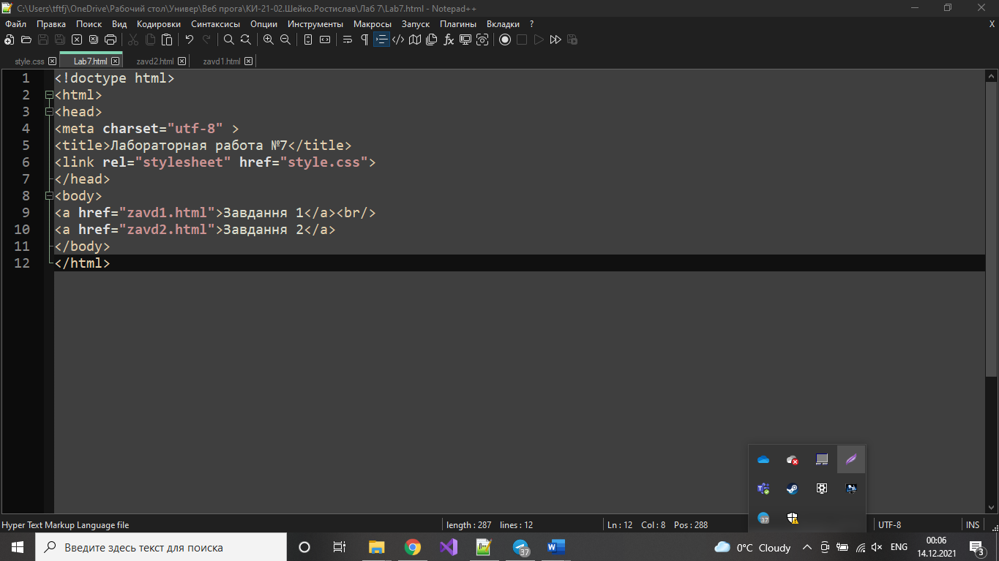 C:\Users\tftfj\OneDrive\Рабочий стол\Универ\Веб прога\КИ-21-02.Шейко.Ростислав\Лаб 7\Lab7.html - Notepad++
Файл Правка Поиск Вид Кодировки Синтаксисы Опции Инструменты Макросы Запуск Плагины Вкладки ? X
style.css Lab7.html zavd2.html zavd1.html
1 <!doctype html>
2 <html>
3 <head>
4 <meta charset="utf-8" >
5 <title>Лабораторная работа №7</title>
6 <link rel="stylesheet" href="style.css">
7 </head>
8 <body>
9 <a href="zavd1.html">Завдання 1</a><br/>
10 <a href="zavd2.html">Завдання 2</a>
11 </body>
12 </html>
Hyper Text Markup Language file length : 287 lines : 12 Ln : 12 Col : 8 Pos : 288 UTF-8 INS
Введите здесь текст для поиска 37 0°C Cloudy ENG 00:06
14.12.2021 3